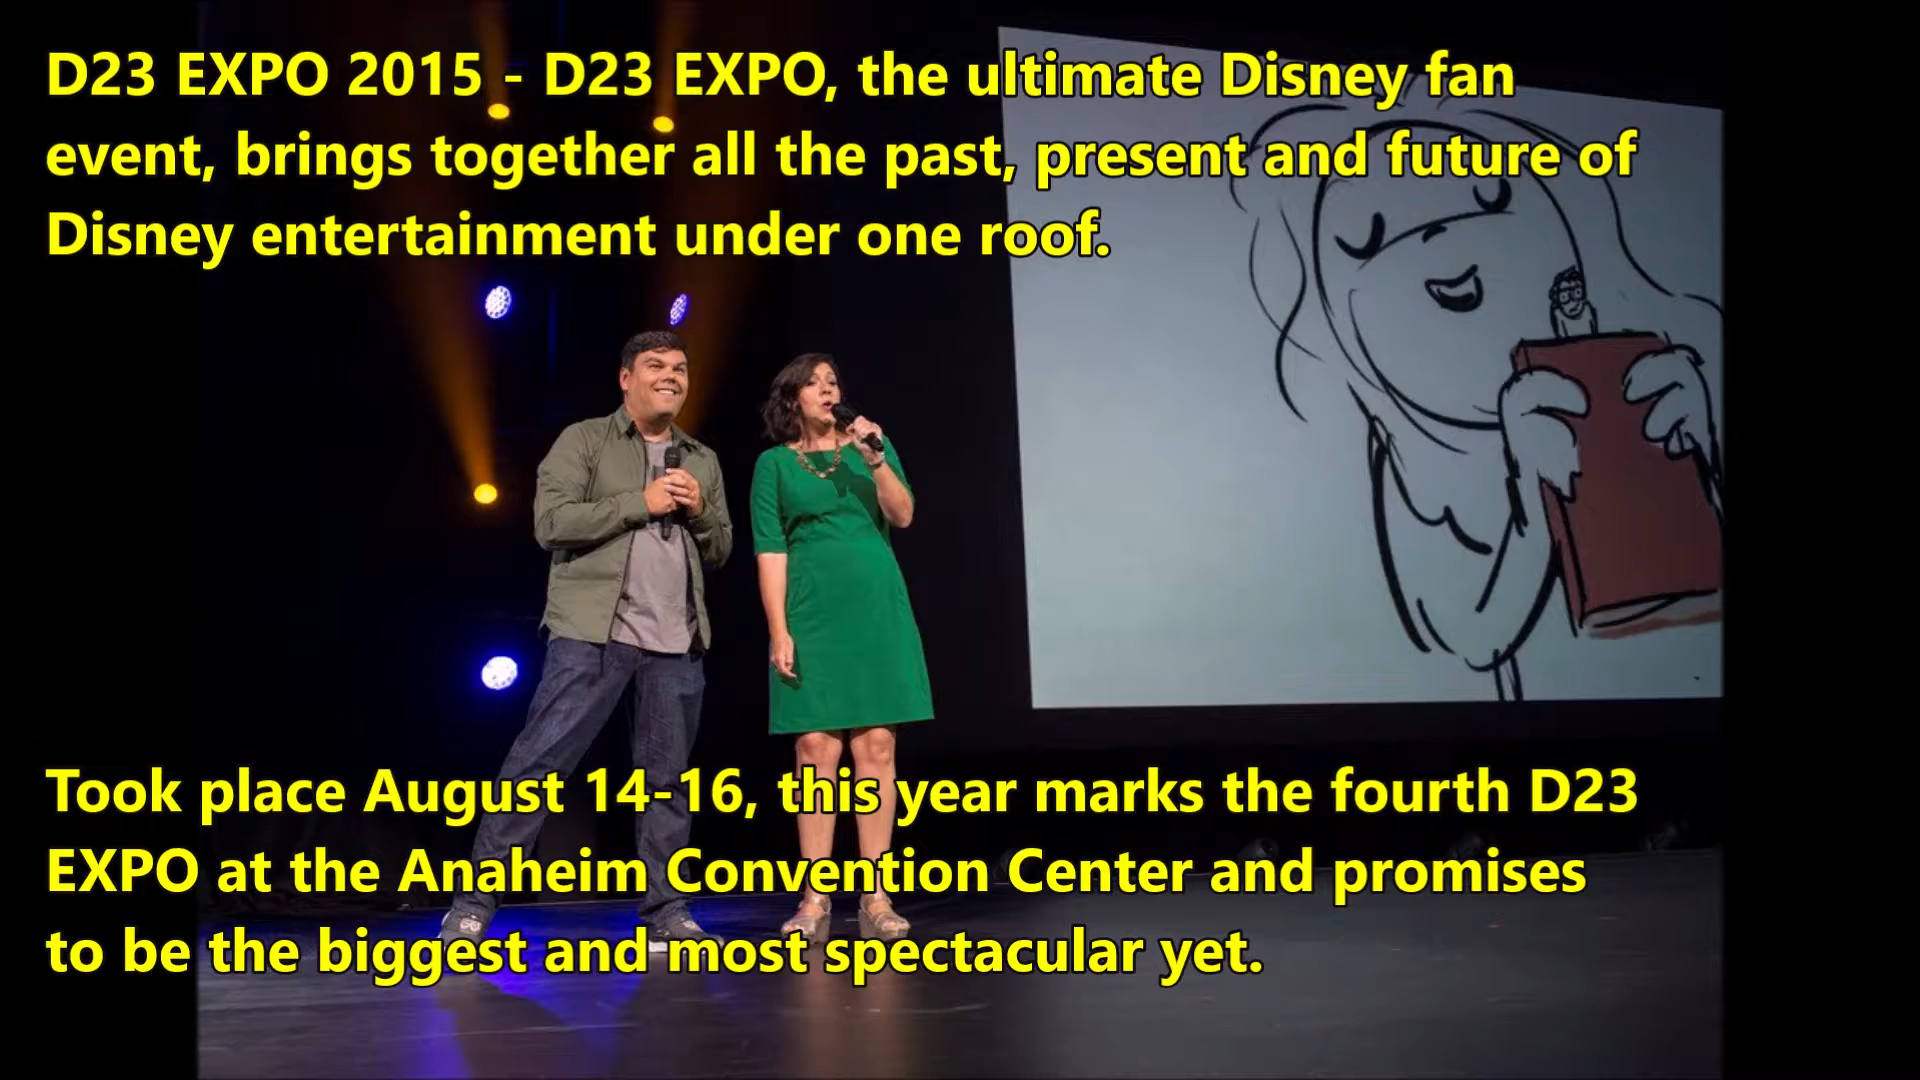 D23 EXPO 2015 - D23 EXPO, the ultimate Disney fan
event, brings together all the past, present and future of
Disney entertainment under one roof.
Took place August 14-16, this year marks the fourth D23
EXPO at the Anaheim Convention Center and promises
to be the biggest and most spectacular yet.